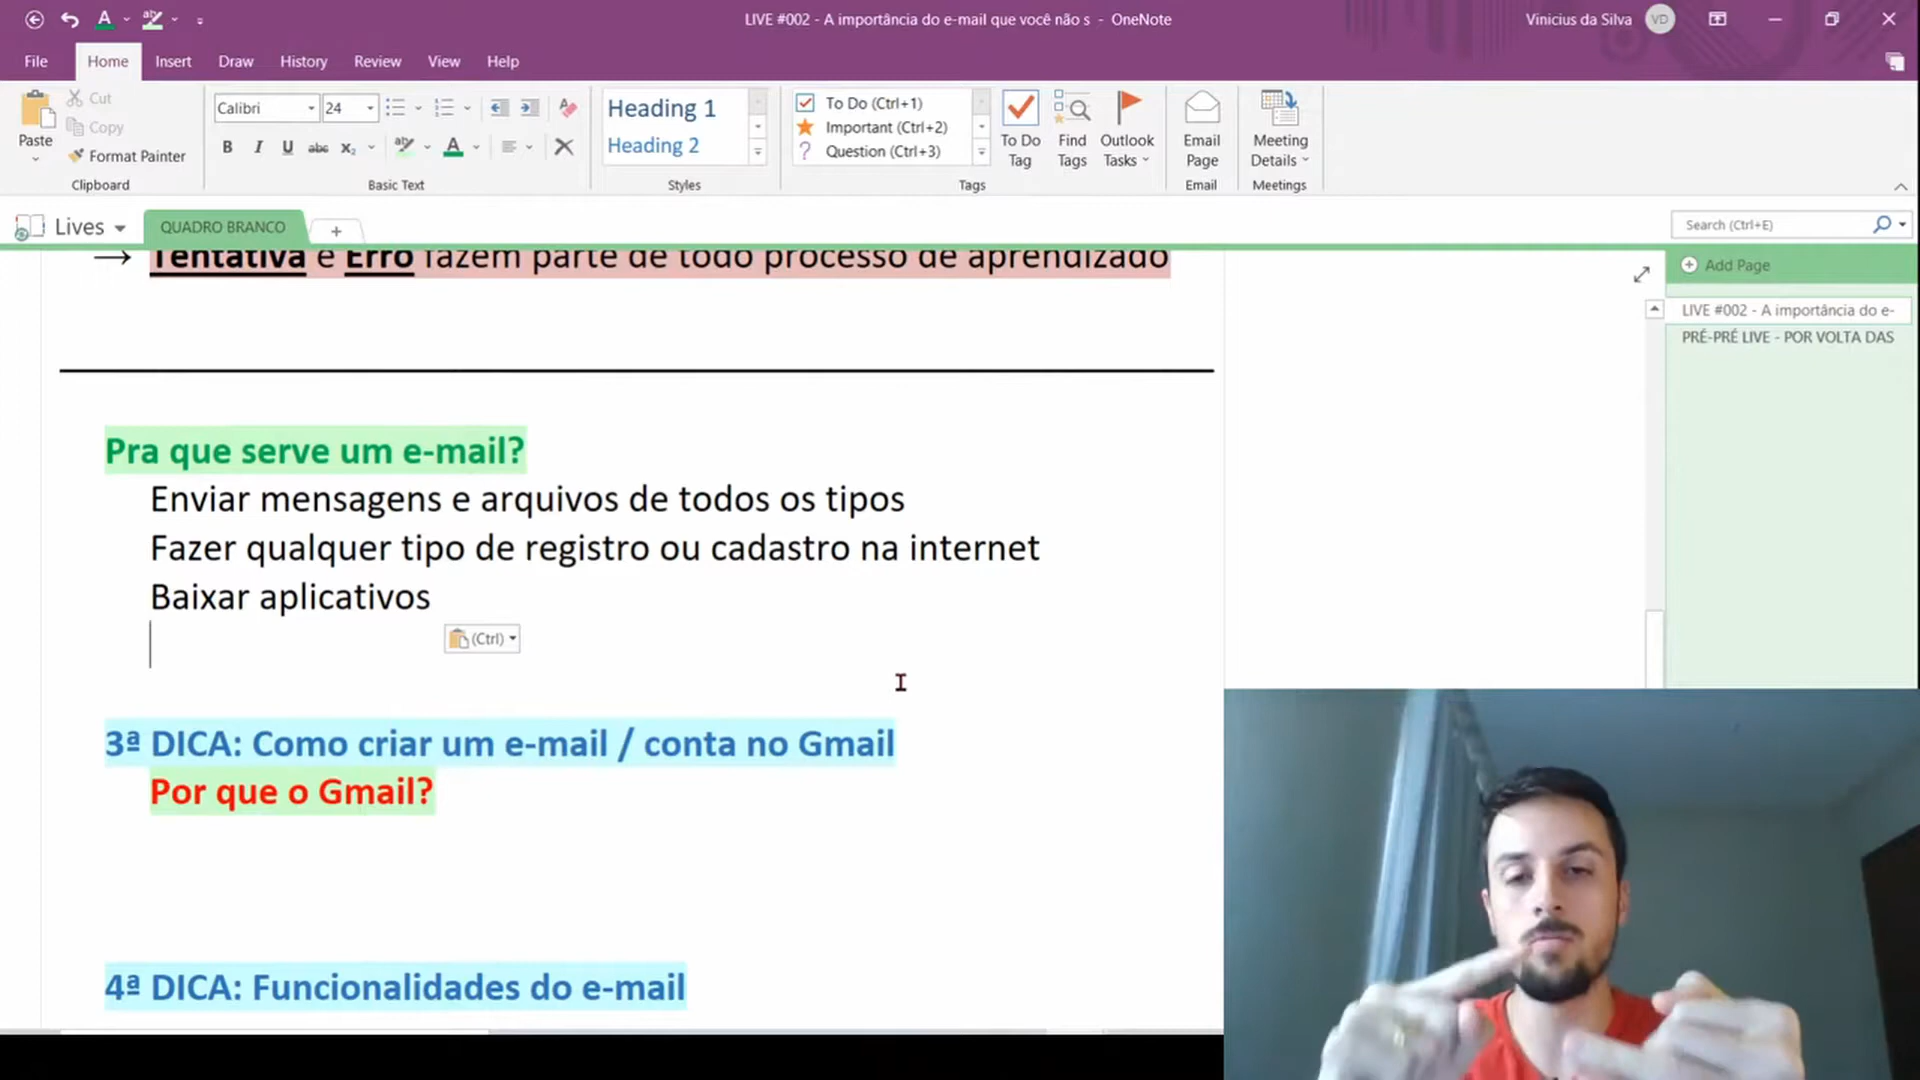 LIVE #002 - A importância do e-mail que você não s - OneNote
Vinicius da Silva
VD
File Home Insert Draw History Review View Help
Paste
Cut
Copy
Format Painter
Clipboard
Calibri 24
B I U abc x₂ A
Basic Text
Heading 1
Heading 2
Styles
To Do (Ctrl+1)
Important (Ctrl+2)
Question (Ctrl+3)
To Do Tag
Find Tags
Outlook Tasks
Tags
Email Page
Email
Meeting Details
Meetings
Lives
QUADRO BRANCO
+
Search (Ctrl+E)
→ Tentativa e Erro fazem parte de todo processo de aprendizado
Add Page
LIVE #002 - A importância do e-
PRÉ-PRÉ LIVE - POR VOLTA DAS
Pra que serve um e-mail?
Enviar mensagens e arquivos de todos os tipos
Fazer qualquer tipo de registro ou cadastro na internet
Baixar aplicativos
(Ctrl)
3ª DICA: Como criar um e-mail / conta no Gmail
Por que o Gmail?
4ª DICA: Funcionalidades do e-mail